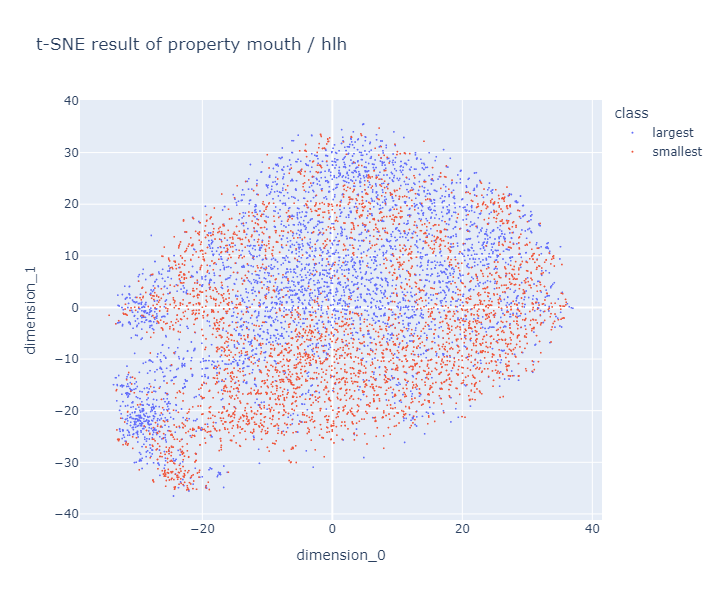 t-SNE result of property mouth / hlh
class
largest
smallest
40
30
20
10
0
−10
−20
−30
−40
−20
0
20
40
dimension_0
dimension_1